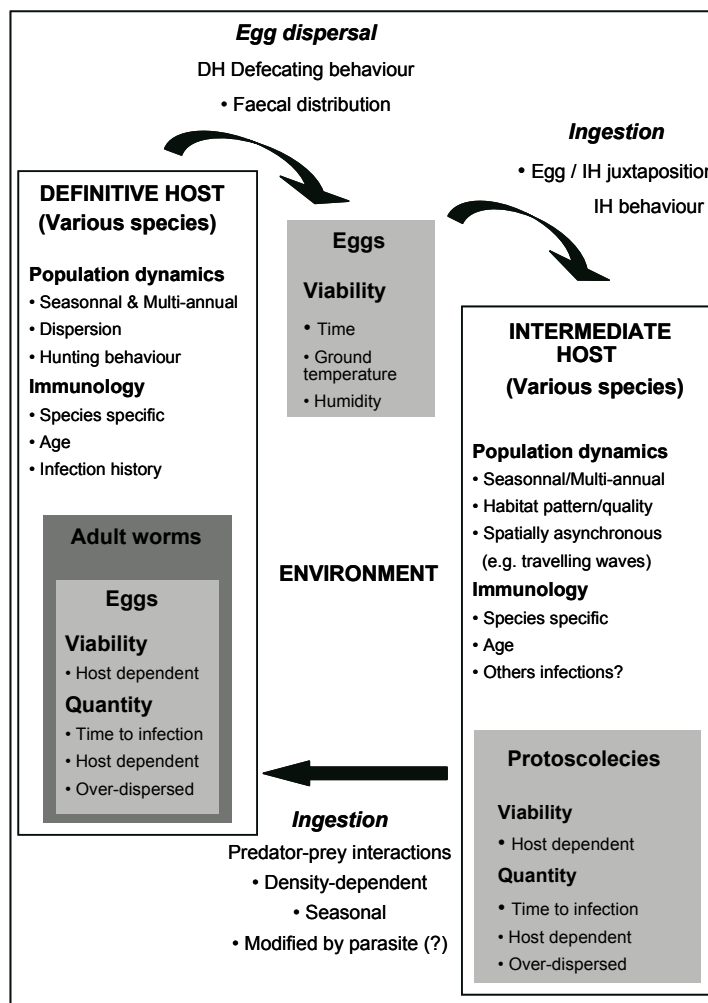 Egg dispersal
DH Defecating behaviour
• Faecal distribution
Ingestion
• Egg / IH juxtaposition
IH behaviour
DEFINITIVE HOST
(Various species)
Population dynamics
• Seasonnal & Multi-annual
• Dispersion
• Hunting behaviour
Immunology
• Species specific
• Age
• Infection history
Adult worms
Eggs
Viability
• Host dependent
Quantity
• Time to infection
• Host dependent
• Over-dispersed
Eggs
Viability
• Time
• Ground
temperature
• Humidity
ENVIRONMENT
INTERMEDIATE
HOST
(Various species)
Population dynamics
• Seasonnal/Multi-annual
• Habitat pattern/quality
• Spatially asynchronous
(e.g. travelling waves)
Immunology
• Species specific
• Age
• Others infections?
Protoscolecies
Viability
• Host dependent
Quantity
• Time to infection
• Host dependent
• Over-dispersed
Ingestion
Predator-prey interactions
• Density-dependent
• Seasonal
• Modified by parasite (?)